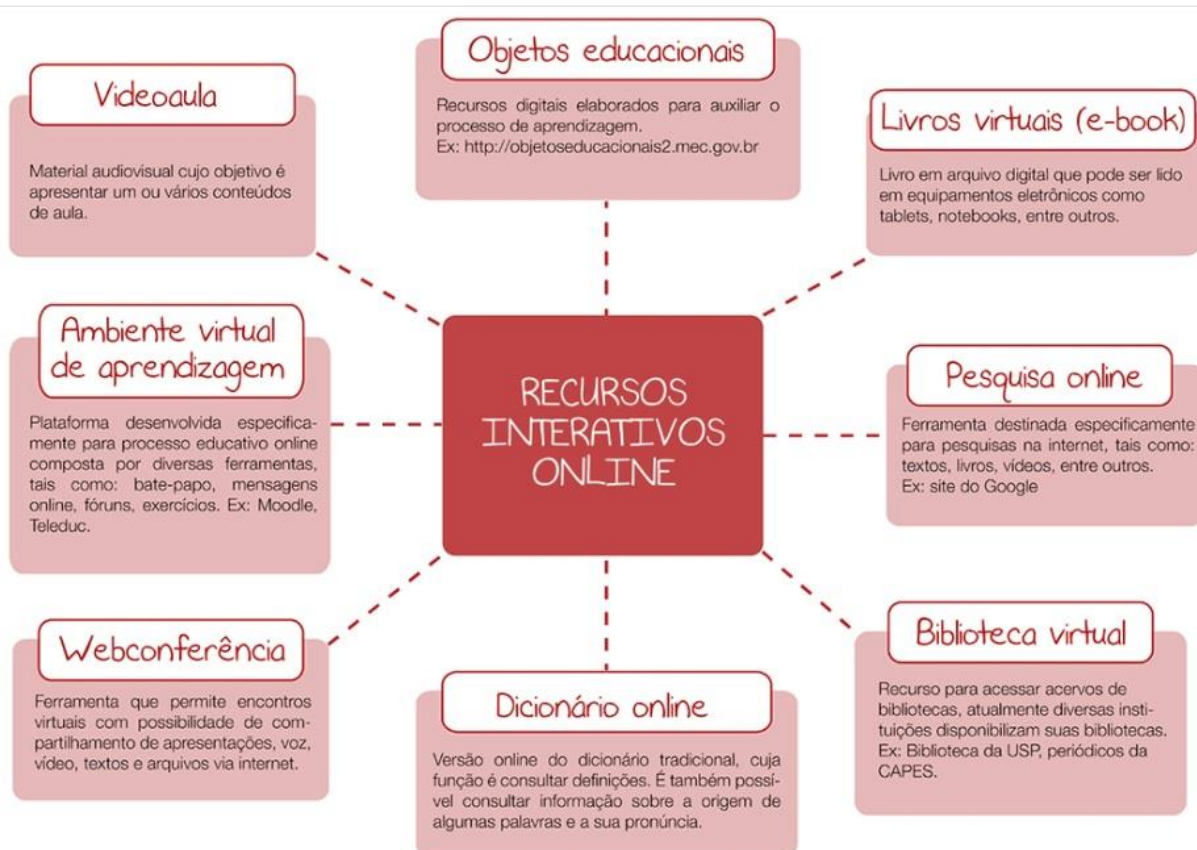 Objetos educacionais
Recursos digitais elaborados para auxiliar o
processo de aprendizagem.
Ex: http://objetoseducacionais2.mec.gov.br
Videoaula
Material audiovisual cujo objetivo é
apresentar um ou vários conteúdos
de aula.
Livros virtuais (e-book)
Livro em arquivo digital que pode ser lido
em equipamentos eletrônicos como
tablets, notebooks, entre outros.
Ambiente virtual
de aprendizagem
Plataforma desenvolvida especifica-
mente para processo educativo online
composta por diversas ferramentas,
tais como: bate-papo, mensagens
online, fóruns, exercícios. Ex: Moodle,
Teleduc.
RECURSOS
INTERATIVOS
ONLINE
Pesquisa online
Ferramenta destinada especificamente
para pesquisas na internet, tais como:
textos, livros, vídeos, entre outros.
Ex: site do Google
Webconferência
Ferramenta que permite encontros
virtuais com possibilidade de com-
partilhamento de apresentações, voz,
vídeo, textos e arquivos via internet.
Dicionário online
Versão online do dicionário tradicional, cuja
função é consultar definições. É também possí-
vel consultar informação sobre a origem de
algumas palavras e a sua pronúncia.
Biblioteca virtual
Recurso para acessar acervos de
bibliotecas, atualmente diversas insti-
tuições disponibilizam suas bibliotecas.
Ex: Biblioteca da USP, periódicos da
CAPES.